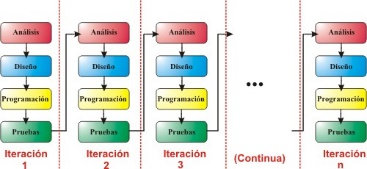 Análisis
Diseño
Programación
Pruebas
Iteración
1
Análisis
Diseño
Programación
Pruebas
Iteración
2
Análisis
Diseño
Programación
Pruebas
Iteración
3
...
(Continua)
Análisis
Diseño
Programación
Pruebas
Iteración
n